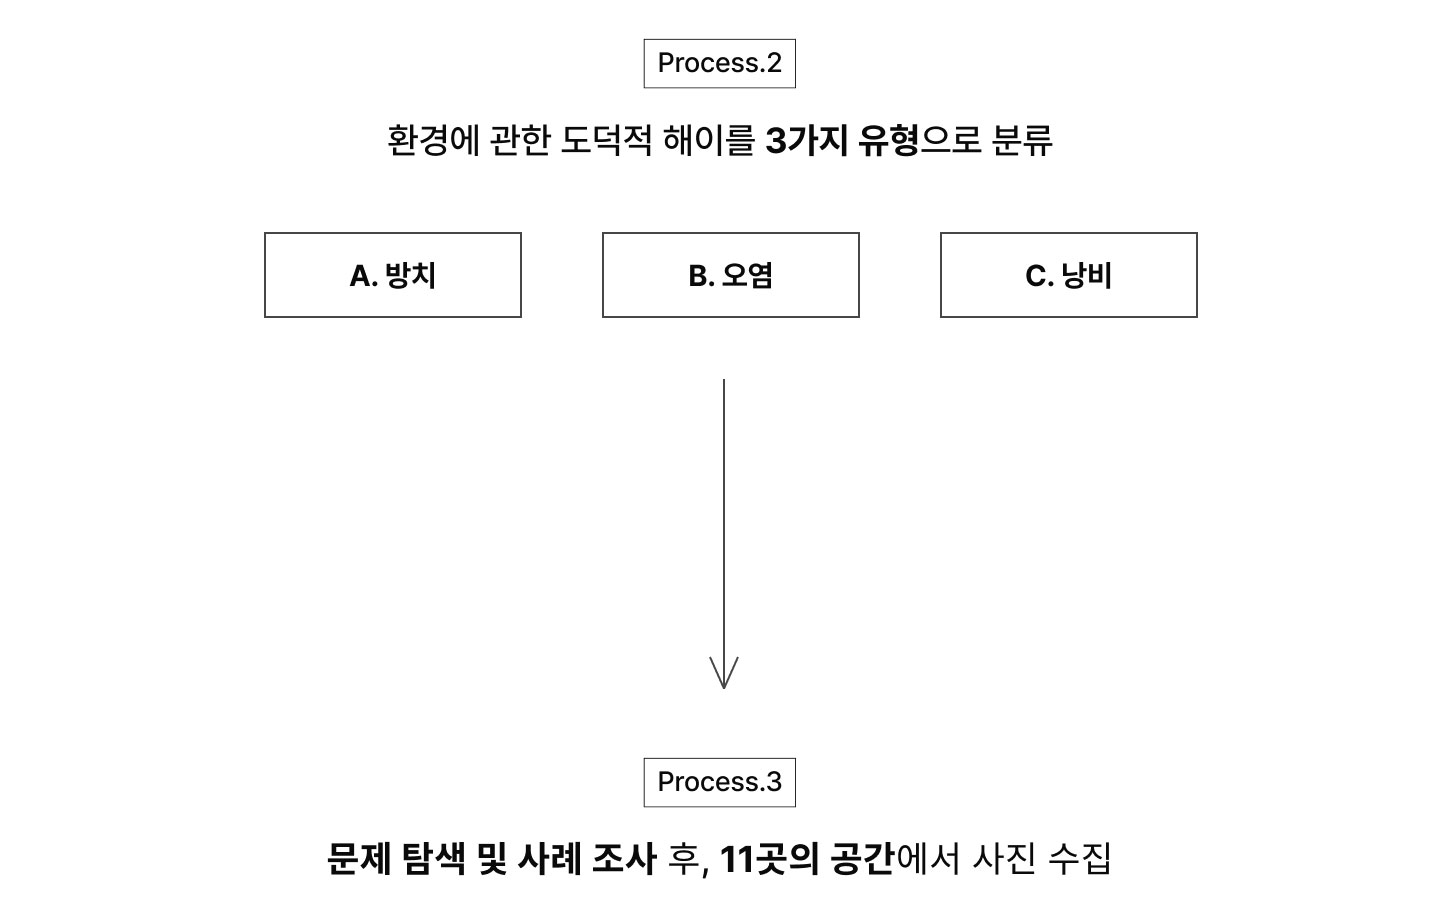 Process.2
환경에 관한 도덕적 해이를 3가지 유형으로 분류
A. 방치
B. 오염
C. 낭비
Process.3
문제 탐색 및 사례 조사 후, 11곳의 공간에서 사진 수집